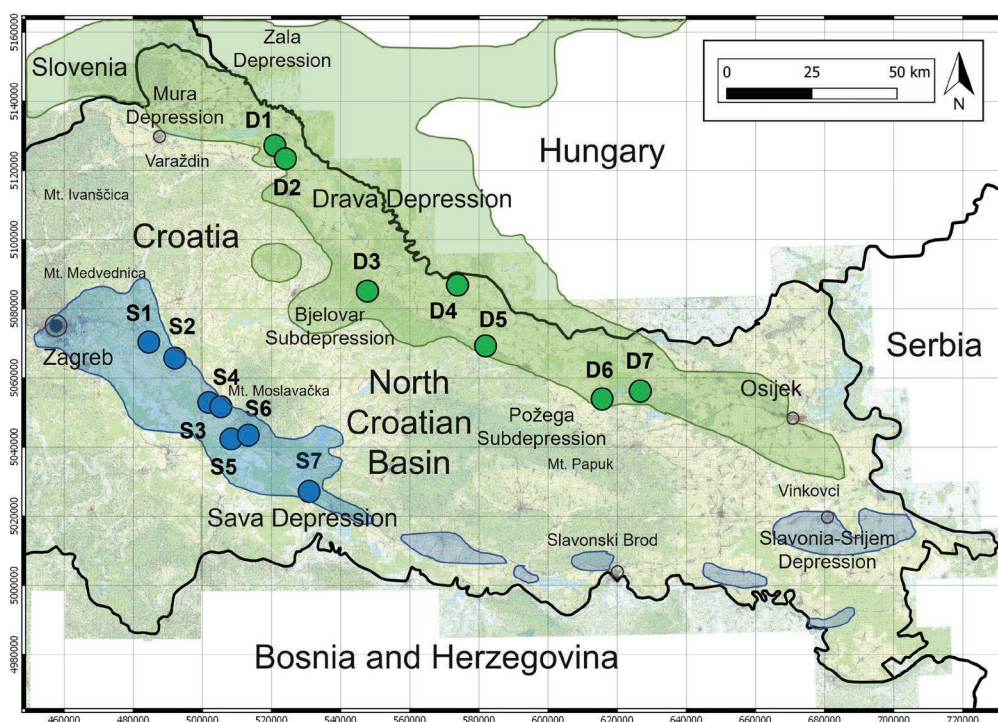 Slovenia
Zala
Depression
0 25 50 km
N
Mura
Depression
D1
Varaždin
D2
Hungary
Mt. Ivanščica
Drava Depression
Croatia
D3
Mt. Medvednica
D4
Bjelovar
Subdepression
D5
S1
S2
Zagreb
Serbia
S4
Mt. Moslavačka
S6
D6
D7
North
Croatian
Basin
Osijek
S3
S5
Požega
Subdepression
S7
Mt. Papuk
Sava Depression
Vinkovci
Slavonski Brod
Slavonia-Srijem
Depression
Bosnia and Herzegovina
5160000
5140000
5120000
5100000
5080000
5060000
5040000
5020000
5000000
4980000
460000 480000 500000 520000 540000 560000 580000 600000 620000 640000 660000 680000 700000 720000